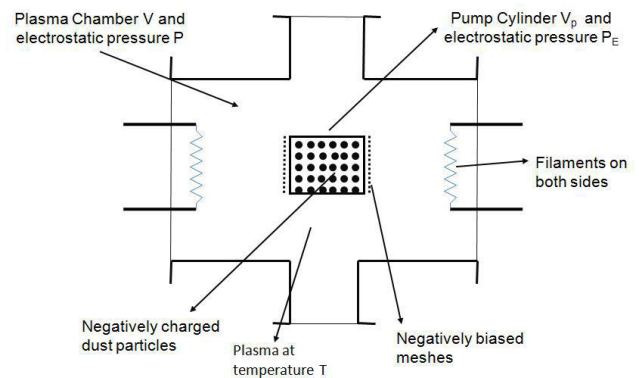 Plasma Chamber V and
electrostatic pressure P
Pump Cylinder Vp and
electrostatic pressure PE
Filaments on
both sides
Negatively charged
dust particles
Plasma at
temperature T
Negatively biased
meshes